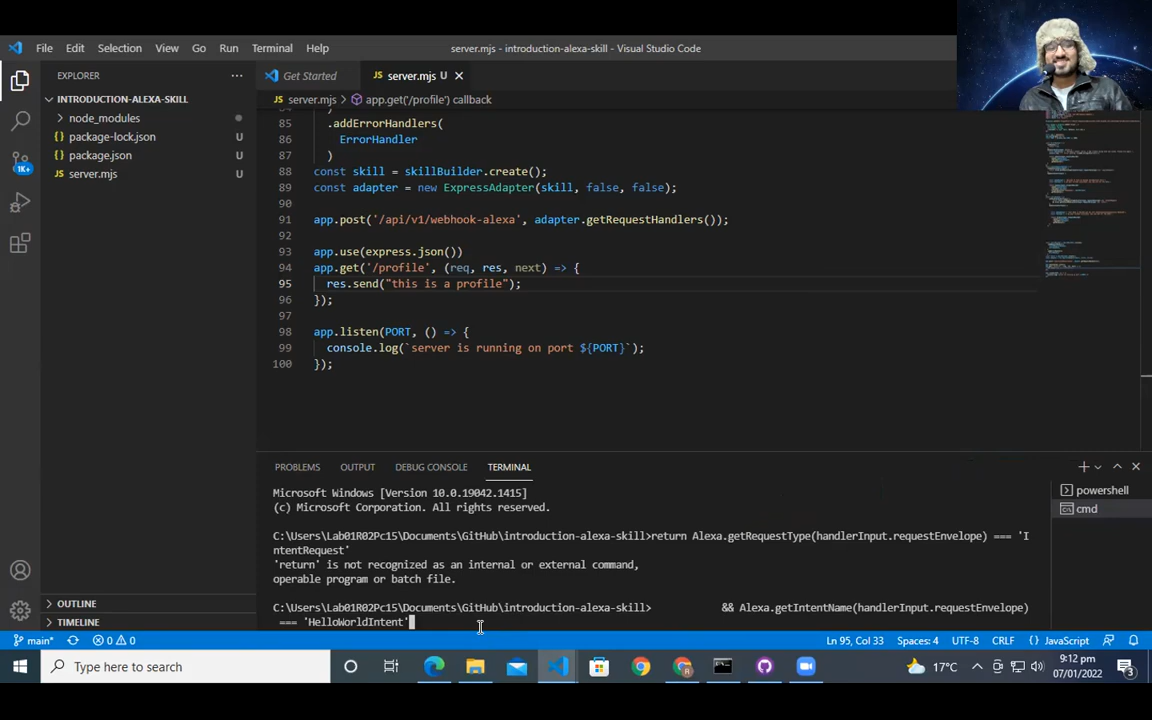 File Edit Selection View Go Run Terminal Help
server.mjs - introduction-alexa-skill - Visual Studio Code
EXPLORER
Get Started
server.mjs U
INTRODUCTION-ALEXA-SKILL
node_modules
package-lock.json U
package.json U
server.mjs U
server.mjs > app.get('/profile') callback
85 .addErrorHandlers(
86 ErrorHandler
87 )
88 const skill = skillBuilder.create();
89 const adapter = new ExpressAdapter(skill, false, false);
90
91 app.post('/api/v1/webhook-alexa', adapter.getRequestHandlers());
92
93 app.use(express.json())
94 app.get('/profile', (req, res, next) => {
95 res.send("this is a profile");
96 });
97
98 app.listen(PORT, () => {
99 console.log(`server is running on port ${PORT}`);
100 });
1K+
PROBLEMS OUTPUT DEBUG CONSOLE TERMINAL
powershell
cmd
Microsoft Windows [Version 10.0.19042.1415]
(c) Microsoft Corporation. All rights reserved.
C:\Users\Lab01R02Pc15\Documents\GitHub\introduction-alexa-skill>return Alexa.getRequestType(handlerInput.requestEnvelope) === 'I
ntentRequest'
'return' is not recognized as an internal or external command,
operable program or batch file.
C:\Users\Lab01R02Pc15\Documents\GitHub\introduction-alexa-skill> && Alexa.getIntentName(handlerInput.requestEnvelope)
=== 'HelloWorldIntent'
OUTLINE
TIMELINE
main* 0 0 Ln 95, Col 33 Spaces: 4 UTF-8 CRLF JavaScript
Type here to search
17°C
9:12 pm
07/01/2022
3